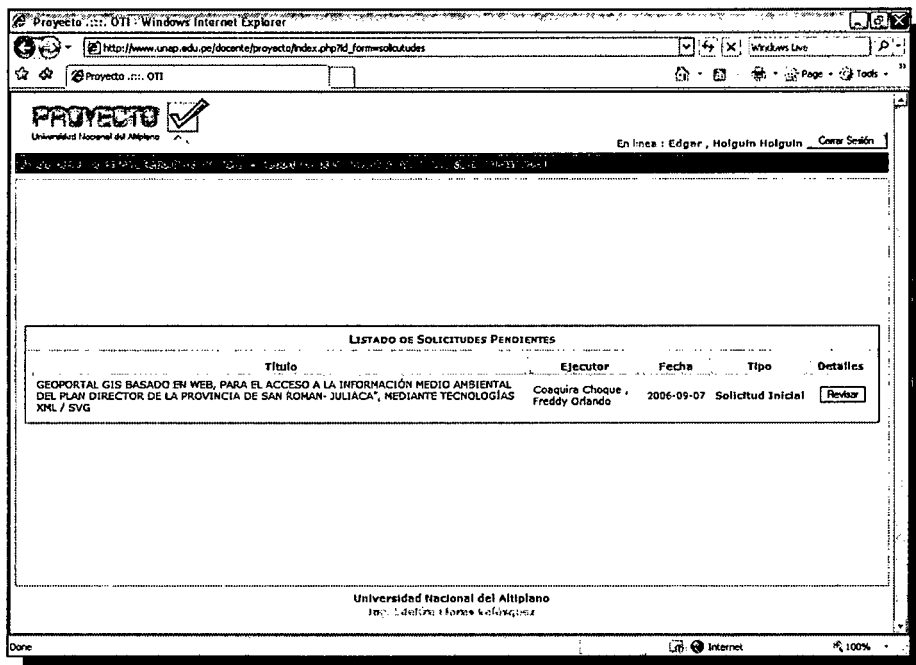 Proyecto .:::. OTI - Windows Internet Explorer
http://www.unap.edu.pe/docente/proyecto/index.php?id_form=solicutudes
Windows Live
Proyecto .:::. OTI
Page
Tools
PROYECTO
Universidad Nacional del Altiplano
En linea : Edgar , Holguin Holguin
Cerrar Sesión
LISTADO DE SOLICITUDES PENDIENTES
Título Ejecutor Fecha Tipo Detalles
GEOPORTAL GIS BASADO EN WEB, PARA EL ACCESO A LA INFORMACIÓN MEDIO AMBIENTAL
DEL PLAN DIRECTOR DE LA PROVINCIA DE SAN ROMAN- JULIACA", MEDIANTE TECNOLOGÍAS
XML / SVG
Coaquira Choque ,
Freddy Orlando
2006-09-07 Solicitud Inicial Revisar
Universidad Nacional del Altiplano
Done
Internet
100%